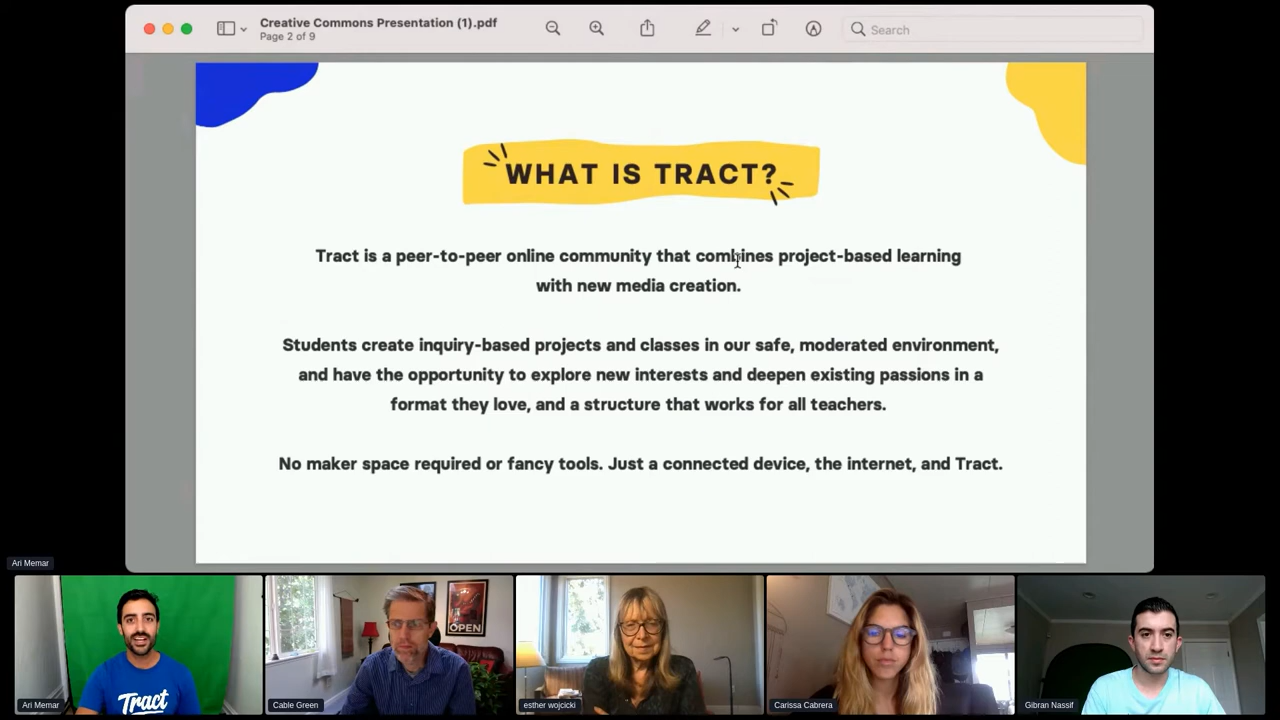 Creative Commons Presentation (1).pdf
Page 2 of 9
Search
WHAT IS TRACT?
Tract is a peer-to-peer online community that combines project-based learning
with new media creation.
Students create inquiry-based projects and classes in our safe, moderated environment,
and have the opportunity to explore new interests and deepen existing passions in a
format they love, and a structure that works for all teachers.
No maker space required or fancy tools. Just a connected device, the internet, and Tract.
Ari Memar
OPEN
Tract
Ari Memar
Cable Green
esther wojcicki
Carissa Cabrera
Gibran Nassif